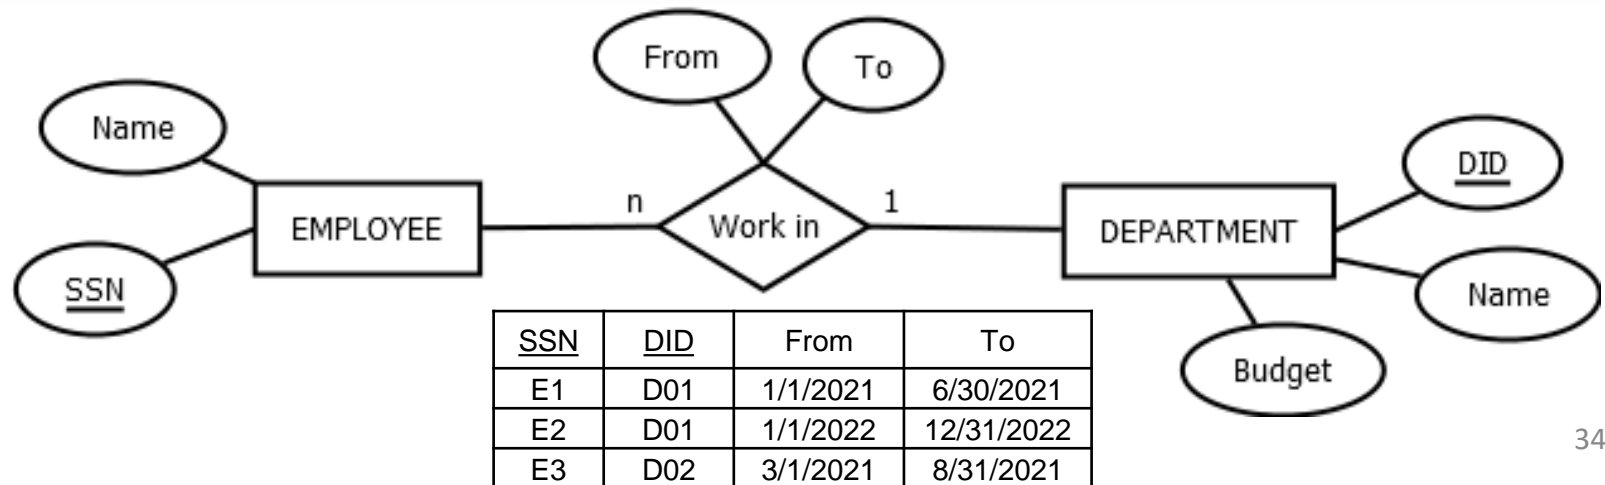 From
To
Name
DID
n
1
EMPLOYEE
Work in
DEPARTMENT
SSN
Name
Budget
SSN DID From To
E1 D01 1/1/2021 6/30/2021
E2 D01 1/1/2022 12/31/2022
E3 D02 3/1/2021 8/31/2021
34